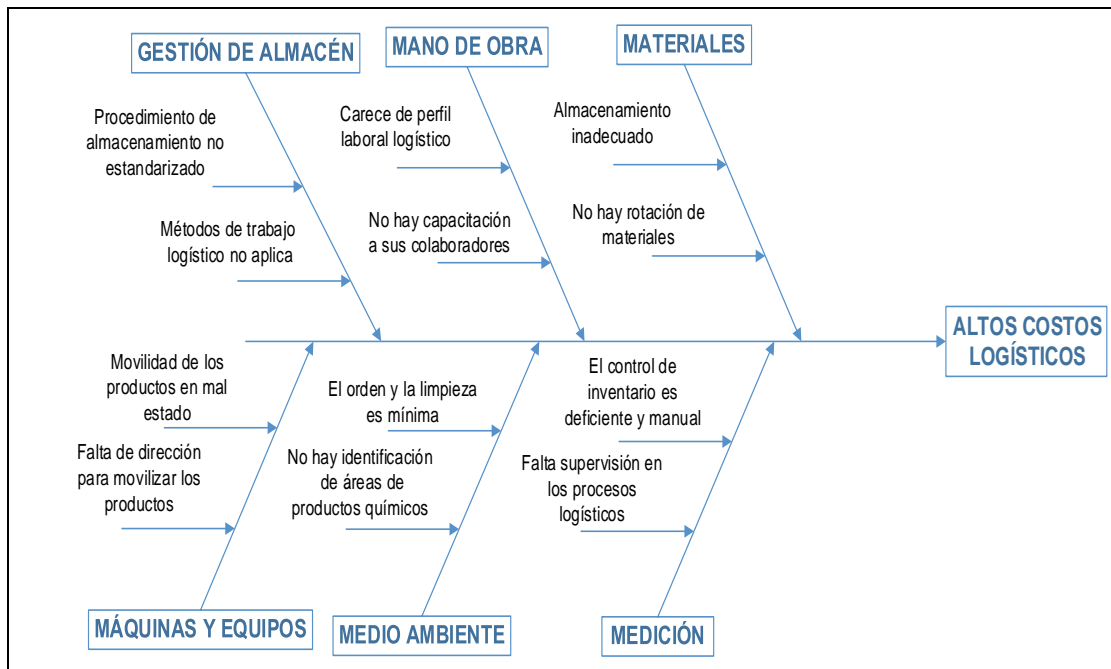 GESTIÓN DE ALMACÉN
MANO DE OBRA
MATERIALES
Procedimiento de
almacenamiento no
estandarizado
Métodos de trabajo
logístico no aplica
Carece de perfil
laboral logístico
No hay capacitación
a sus colaboradores
Almacenamiento
inadecuado
No hay rotación de
materiales
ALTOS COSTOS
LOGÍSTICOS
Movilidad de los
productos en mal
estado
Falta de dirección
para movilizar los
productos
El orden y la limpieza
es mínima
No hay identificación
de áreas de
productos químicos
El control de
inventario es
deficiente y manual
Falta supervisión en
los procesos
logísticos
MÁQUINAS Y EQUIPOS
MEDIO AMBIENTE
MEDICIÓN